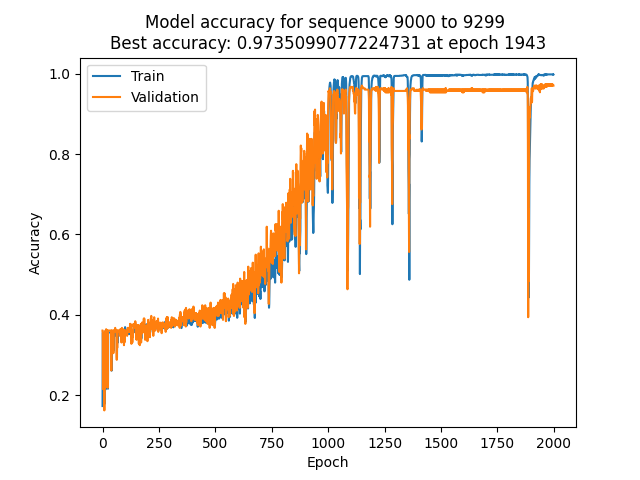 Model accuracy for sequence 9000 to 9299
Best accuracy: 0.9735099077224731 at epoch 1943
Train
Validation
1.0
0.8
0.6
0.4
0.2
Accuracy
0
250
500
750
1000
1250
1500
1750
2000
Epoch